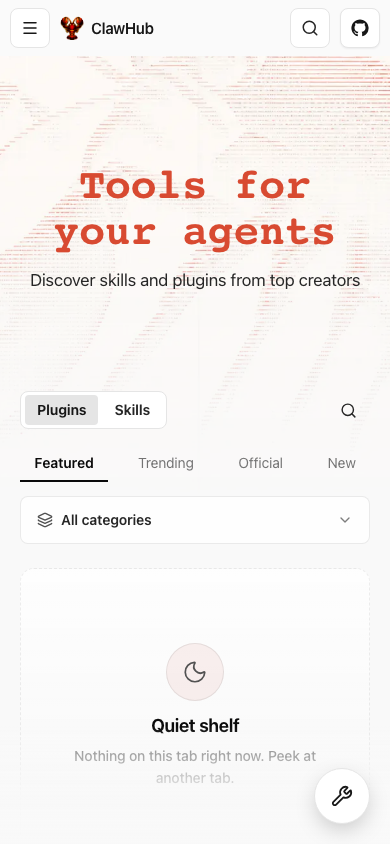 ClawHub
Tools for
your agents
Discover skills and plugins from top creators
Plugins Skills
Featured Trending Official New
All categories
Quiet shelf
Nothing on this tab right now. Peek at
another tab.